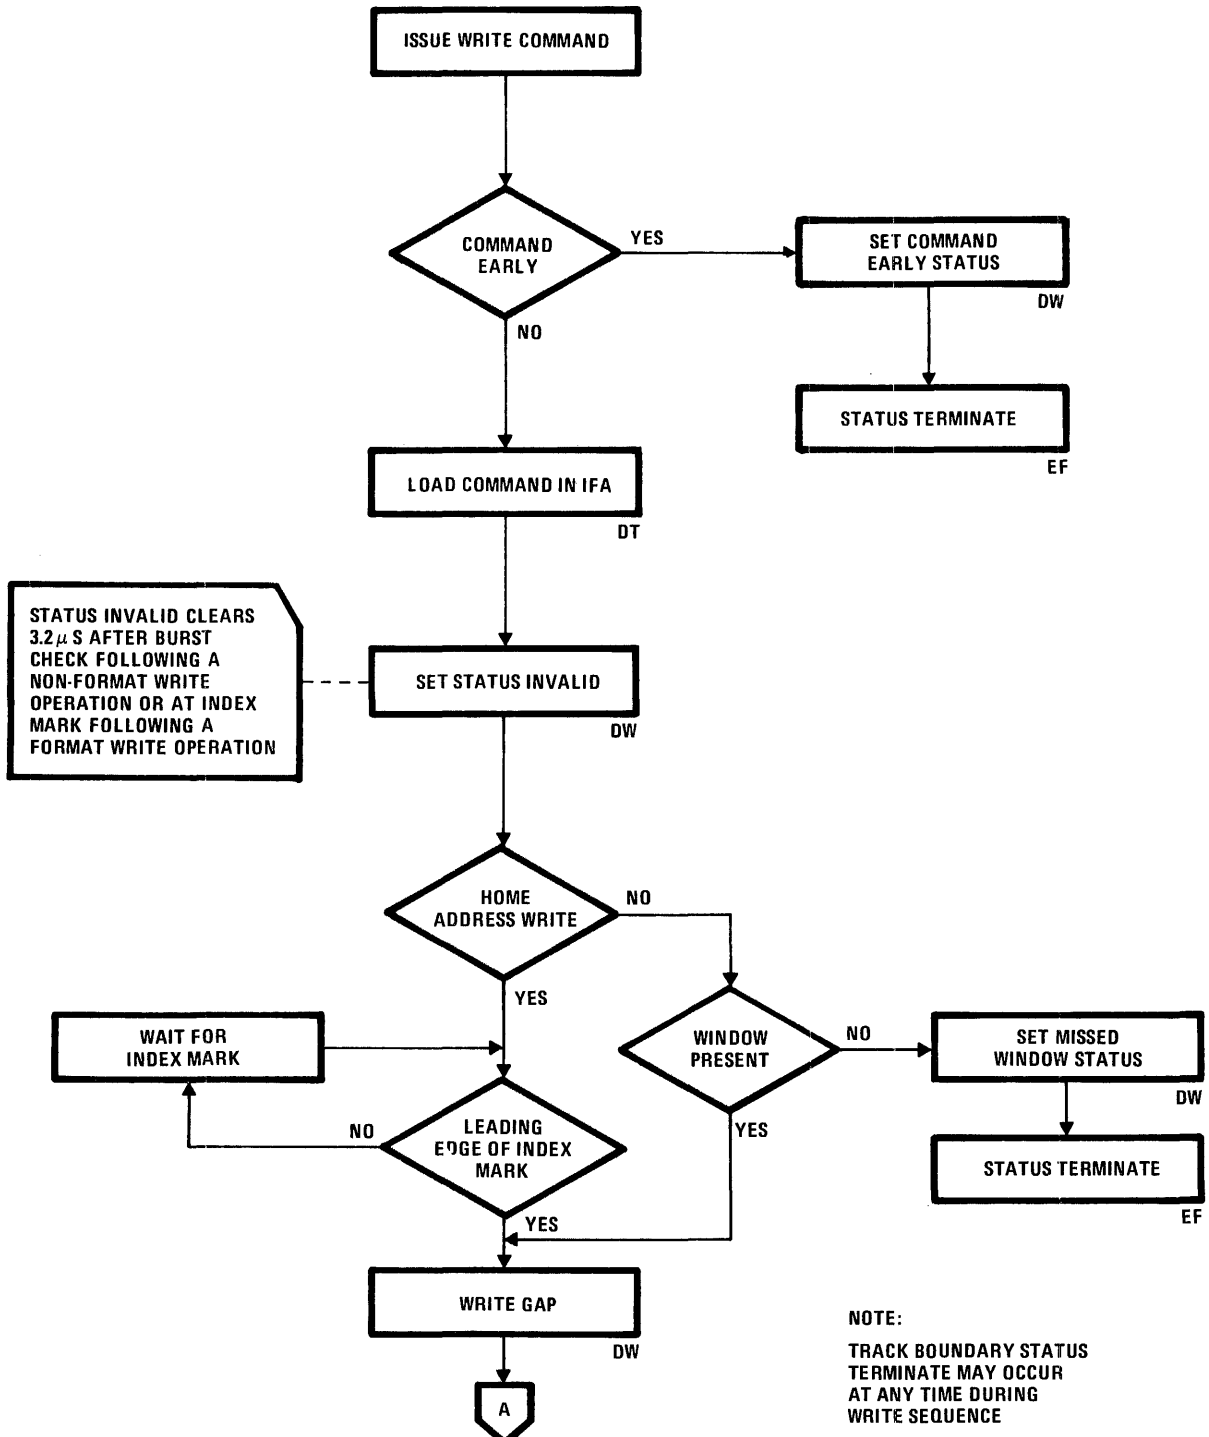 ISSUE WRITE COMMAND
COMMAND
EARLY
YES
SET COMMAND
EARLY STATUS
DW
NO
STATUS TERMINATE
EF
LOAD COMMAND IN IFA
DT
STATUS INVALID CLEARS
3.2 μ S AFTER BURST
CHECK FOLLOWING A
NON-FORMAT WRITE
OPERATION OR AT INDEX
MARK FOLLOWING A
FORMAT WRITE OPERATION
SET STATUS INVALID
DW
HOME
ADDRESS WRITE
NO
YES
WAIT FOR
INDEX MARK
WINDOW
PRESENT
NO
SET MISSED
WINDOW STATUS
DW
NO
LEADING
EDGE OF INDEX
MARK
YES
STATUS TERMINATE
EF
YES
WRITE GAP
DW
A
NOTE:
TRACK BOUNDARY STATUS
TERMINATE MAY OCCUR
AT ANY TIME DURING
WRITE SEQUENCE